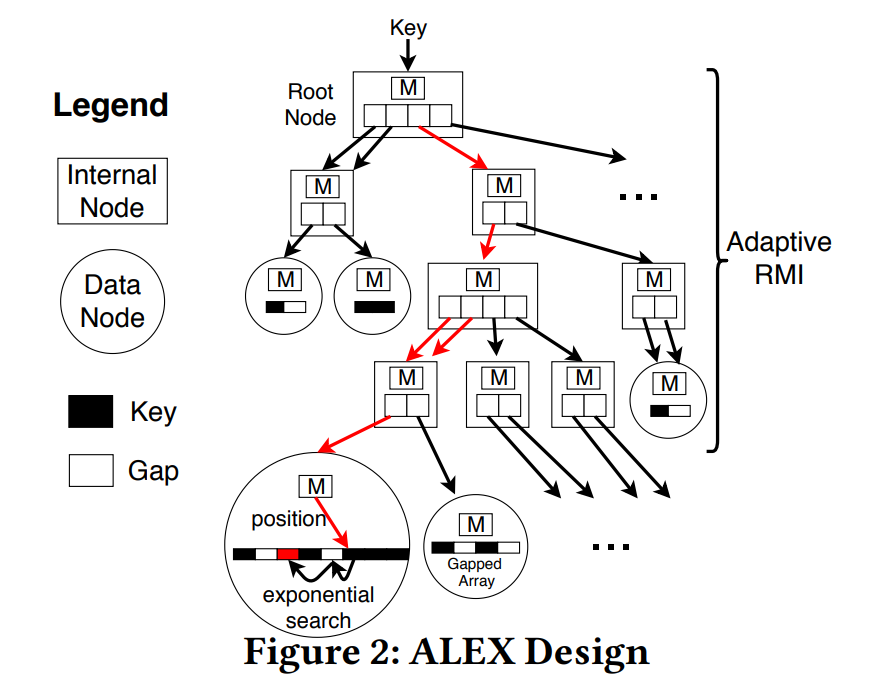 Key
Root
Node
M
Legend
Internal
Node
M
M
...
Adaptive
RMI
Data
Node
M
M
M
M
M
M
M
M
Key
Gap
M
position
exponential
search
M
Gapped
Array
...
Figure 2: ALEX Design